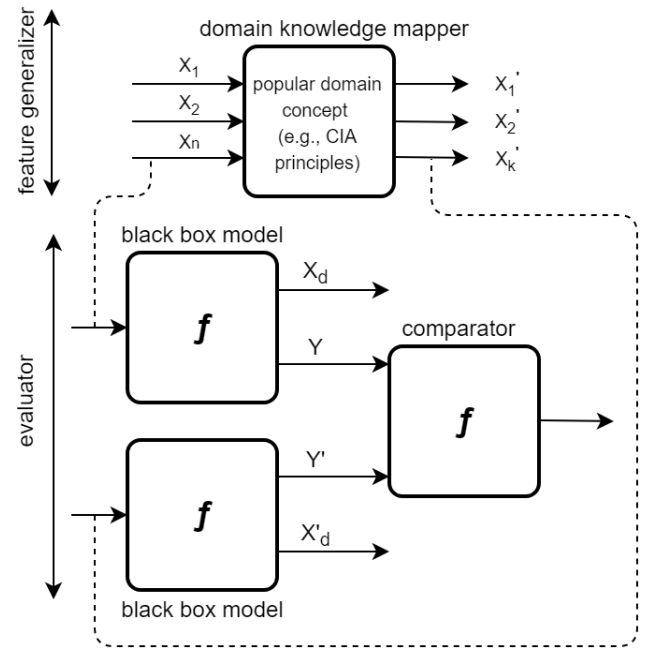 feature generalizer
domain knowledge mapper
X1
X2
Xn
popular domain
concept
(e.g., CIA
principles)
X1'
X2'
Xk'
evaluator
black box model
f
Xd
Y
comparator
f
f
Y'
X'd
black box model